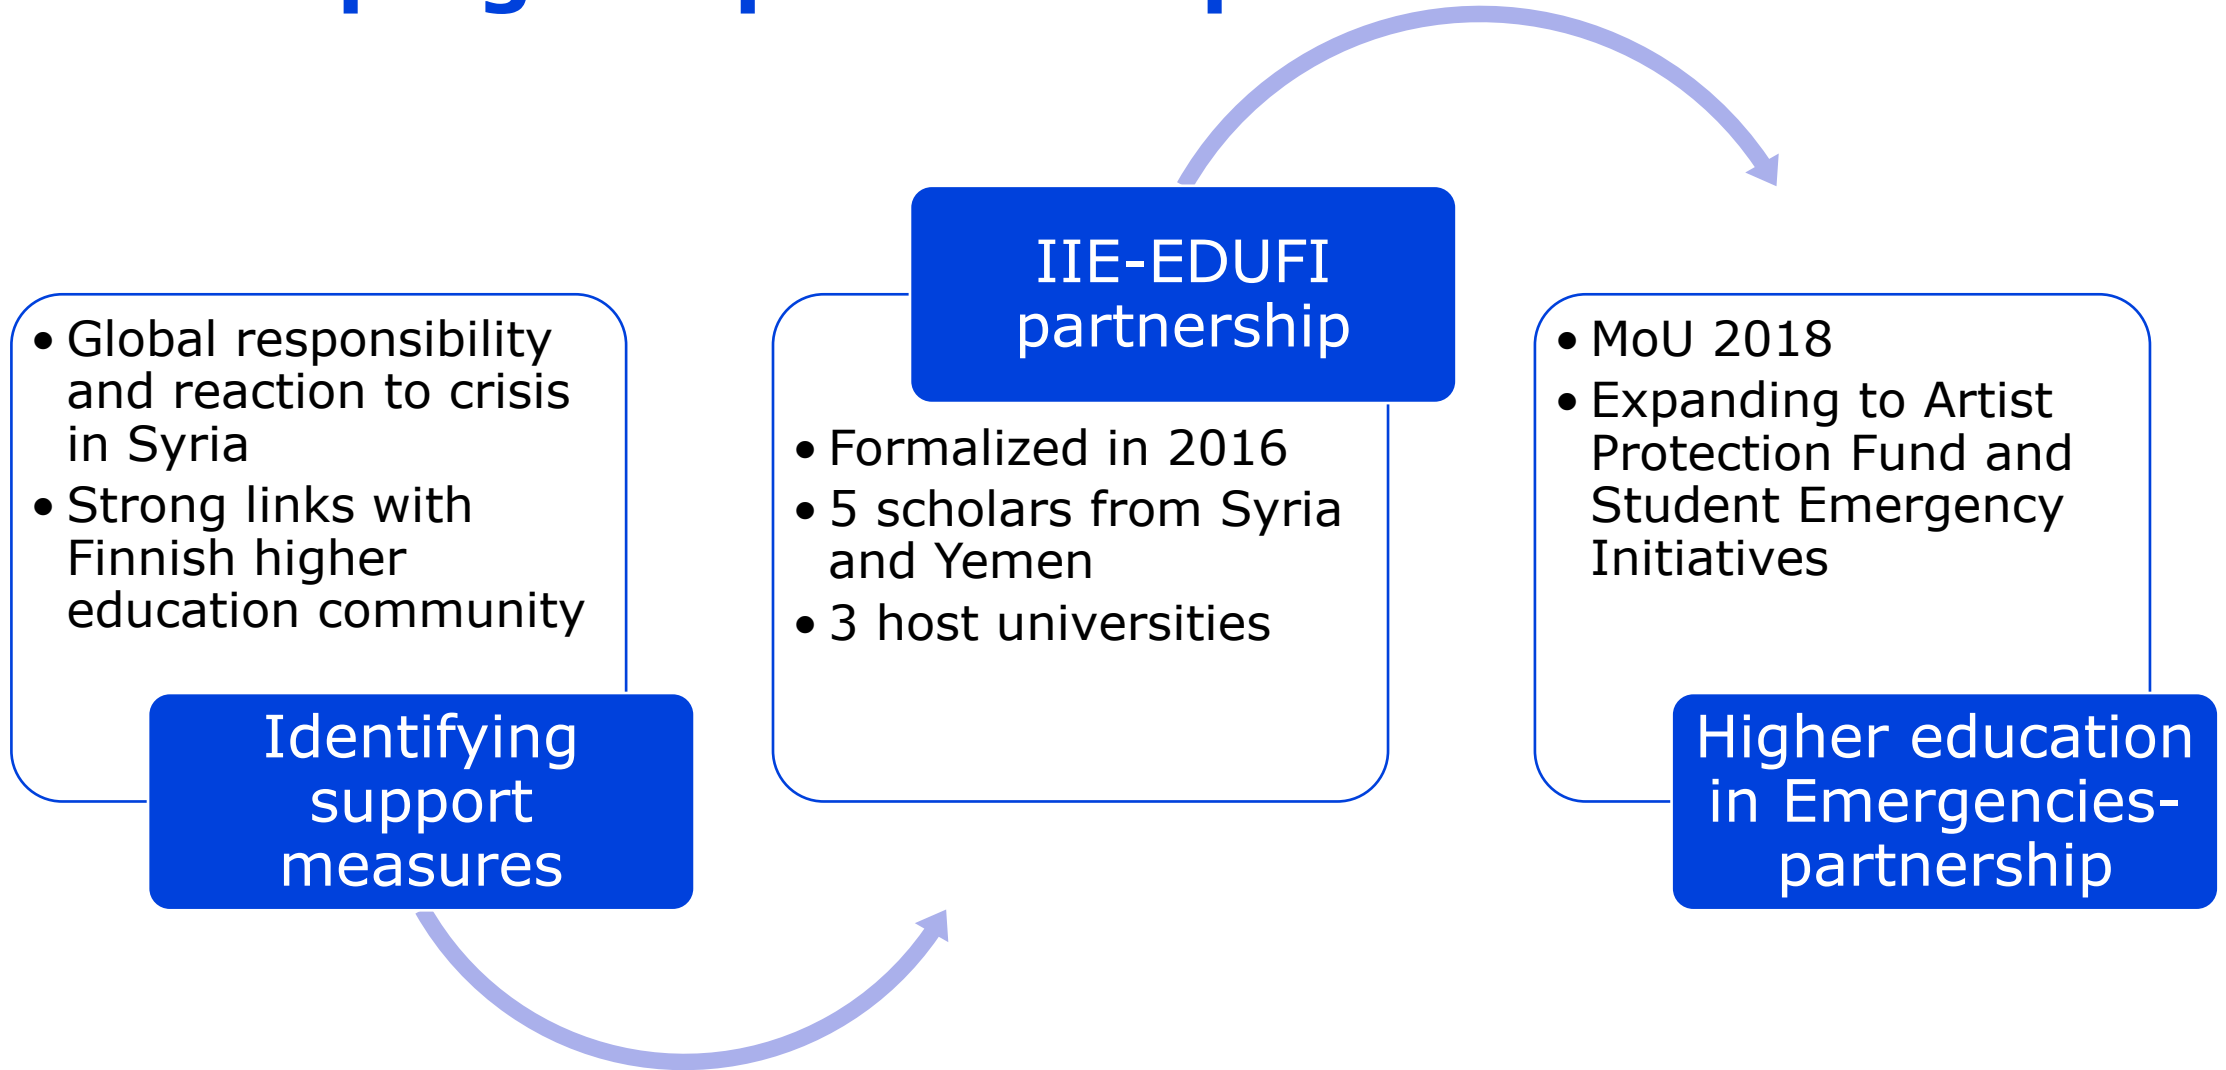 • Global responsibility
and reaction to crisis
in Syria
• Strong links with
Finnish higher
education community
Identifying
support
measures
IIE-EDUFI
partnership
• Formalized in 2016
• 5 scholars from Syria
and Yemen
• 3 host universities
• MoU 2018
• Expanding to Artist
Protection Fund and
Student Emergency
Initiatives
Higher education
in Emergencies-
partnership